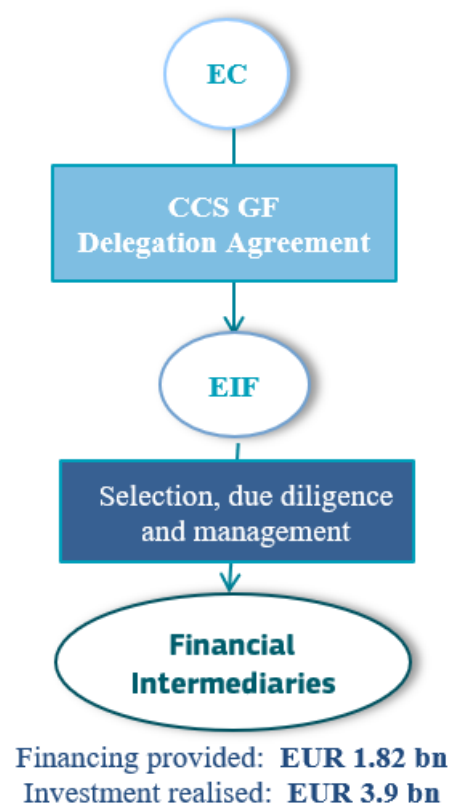 EC
CCS GF
Delegation Agreement
EIF
Selection, due diligence
and management
Financial
Intermediaries
Financing provided: EUR 1.82 bn
Investment realised: EUR 3.9 bn